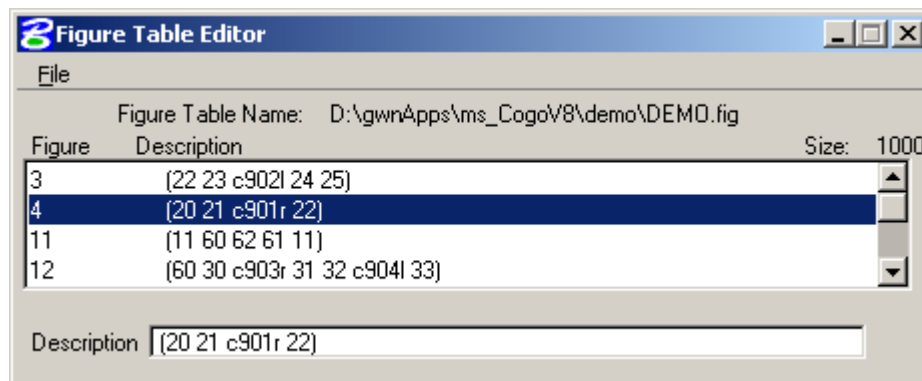 Figure Table Editor
File
Figure Table Name: D:\gwnApps\ms_CogoV8\demo\DEMO.fig
Figure Description Size: 1000
3 (22 23 c902l 24 25)
4 (20 21 c901r 22)
11 (11 60 62 61 11)
12 (60 30 c903r 31 32 c904l 33)
Description (20 21 c901r 22)